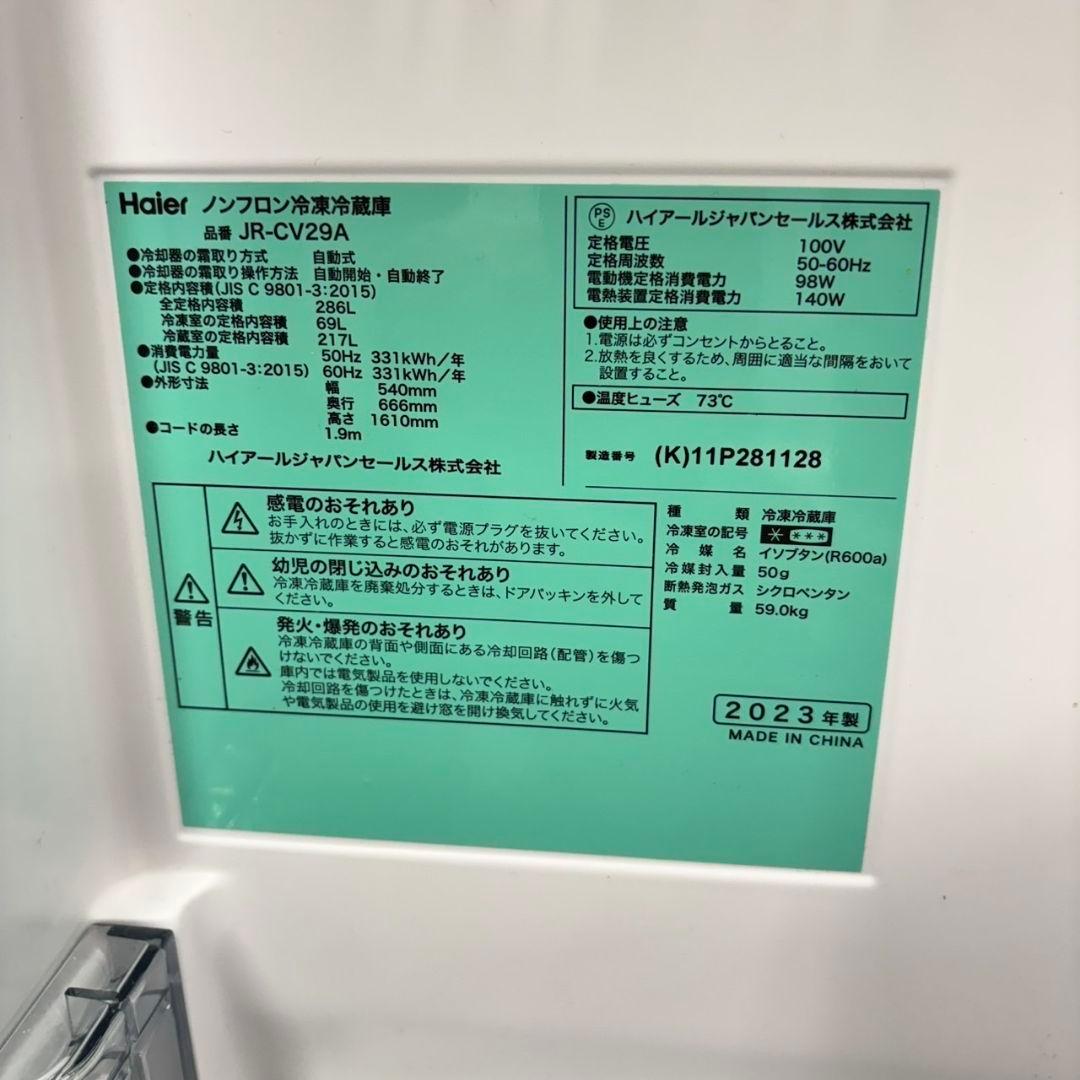 Haier ノンフロン冷凍冷蔵庫
品番 JR-CV29A
●冷却器の霜取り方式 自動式
●冷却器の霜取り操作方法 自動開始・自動終了
●定格内容積(JIS C 9801-3:2015)
全定格内容積 286L
冷凍室の定格内容積 69L
冷蔵室の定格内容積 217L
●消費電力量 50Hz 331kWh/年
(JIS C 9801-3:2015) 60Hz 331kWh/年
●外形寸法 幅 540mm
奥行 666mm
高さ 1610mm
●コードの長さ 1.9m
ハイアールジャパンセールス株式会社
PS
E
ハイアールジャパンセールス株式会社
定格電圧 100V
定格周波数 50-60Hz
電動機定格消費電力 98W
電熱装置定格消費電力 140W
●使用上の注意
1.電源は必ずコンセントからとること。
2.放熱を良くするため、周囲に適当な間隔をおいて
設置すること。
●温度ヒューズ 73℃
製造番号 (K)11P281128
警告
感電のおそれあり
お手入れのときには、必ず電源プラグを抜いてください。
抜かずに作業すると感電のおそれがあります。
幼児の閉じ込めのおそれあり
冷凍冷蔵庫を廃棄処分するときは、ドアパッキンを外して
ください。
発火・爆発のおそれあり
冷凍冷蔵庫の背面や側面にある冷却回路(配管)を傷つ
けないでください。
庫内では電気製品を使用しないでください。
冷却回路を傷つけたときは、冷凍冷蔵庫に触れずに火気
や電気製品の使用を避け窓を開け換気してください。
種類 冷凍冷蔵庫
冷凍室の記号 * ***
冷媒名 イソブタン(R600a)
冷媒封入量 50g
断熱発泡ガス シクロペンタン
質量 59.0kg
2023年製
MADE IN CHINA